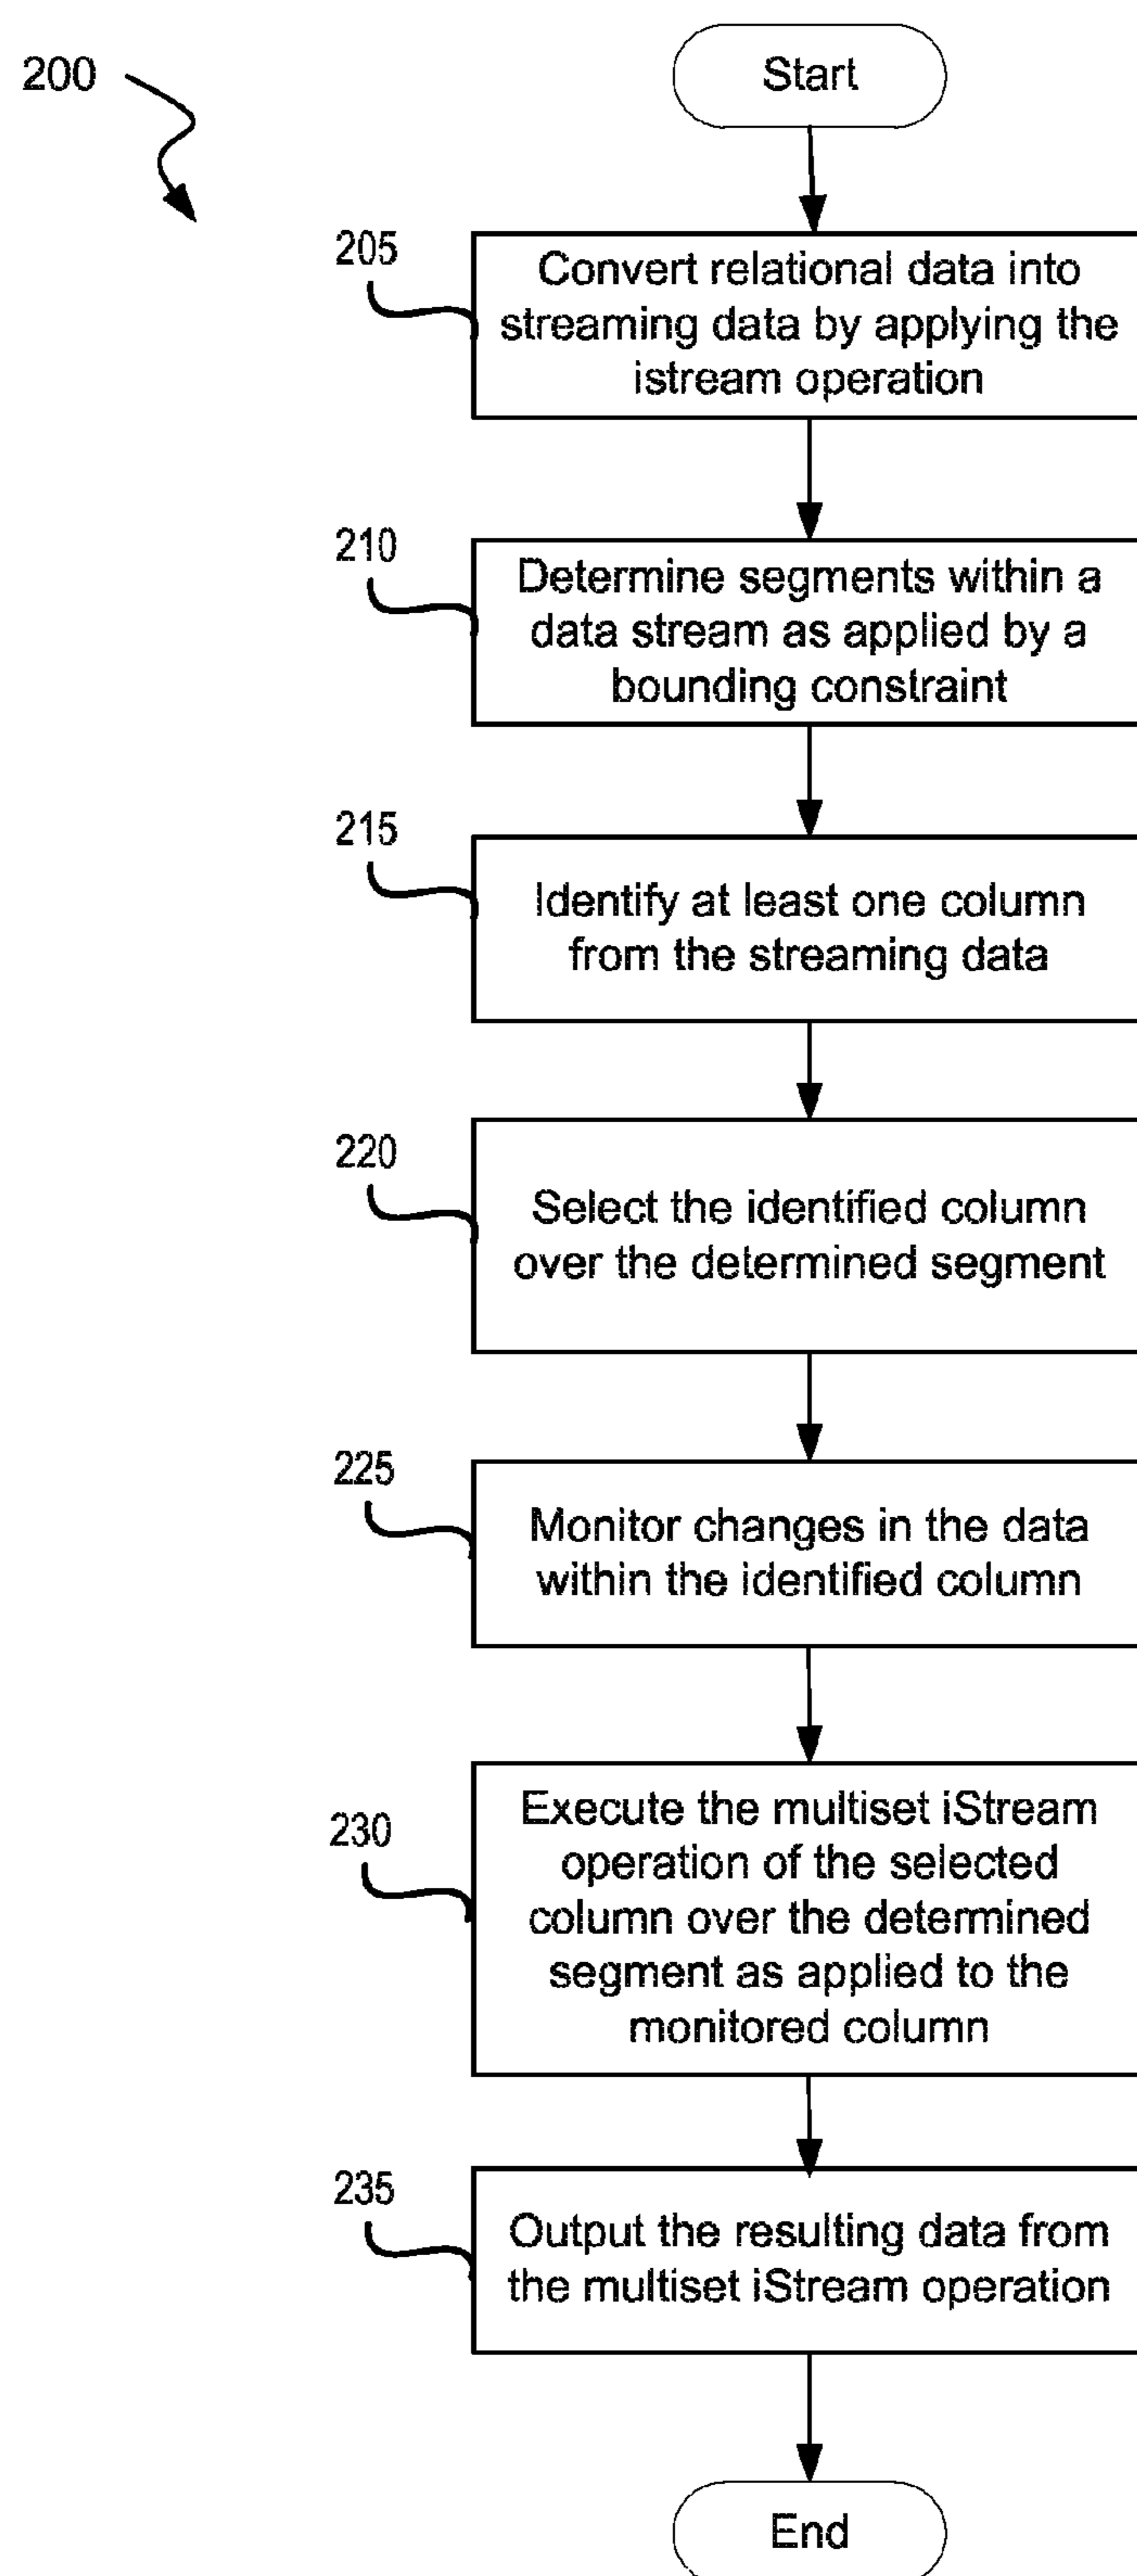 200
Start
205
Convert relational data into
streaming data by applying the
istream operation
210
Determine segments within a
data stream as applied by a
bounding constraint
215
Identify at least one column
from the streaming data
220
Select the identified column
over the determined segment
225
Monitor changes in the data
within the identified column
230
Execute the multiset iStream
operation of the selected
column over the determined
segment as applied to the
monitored column
235
Output the resulting data from
the multiset iStream operation
End